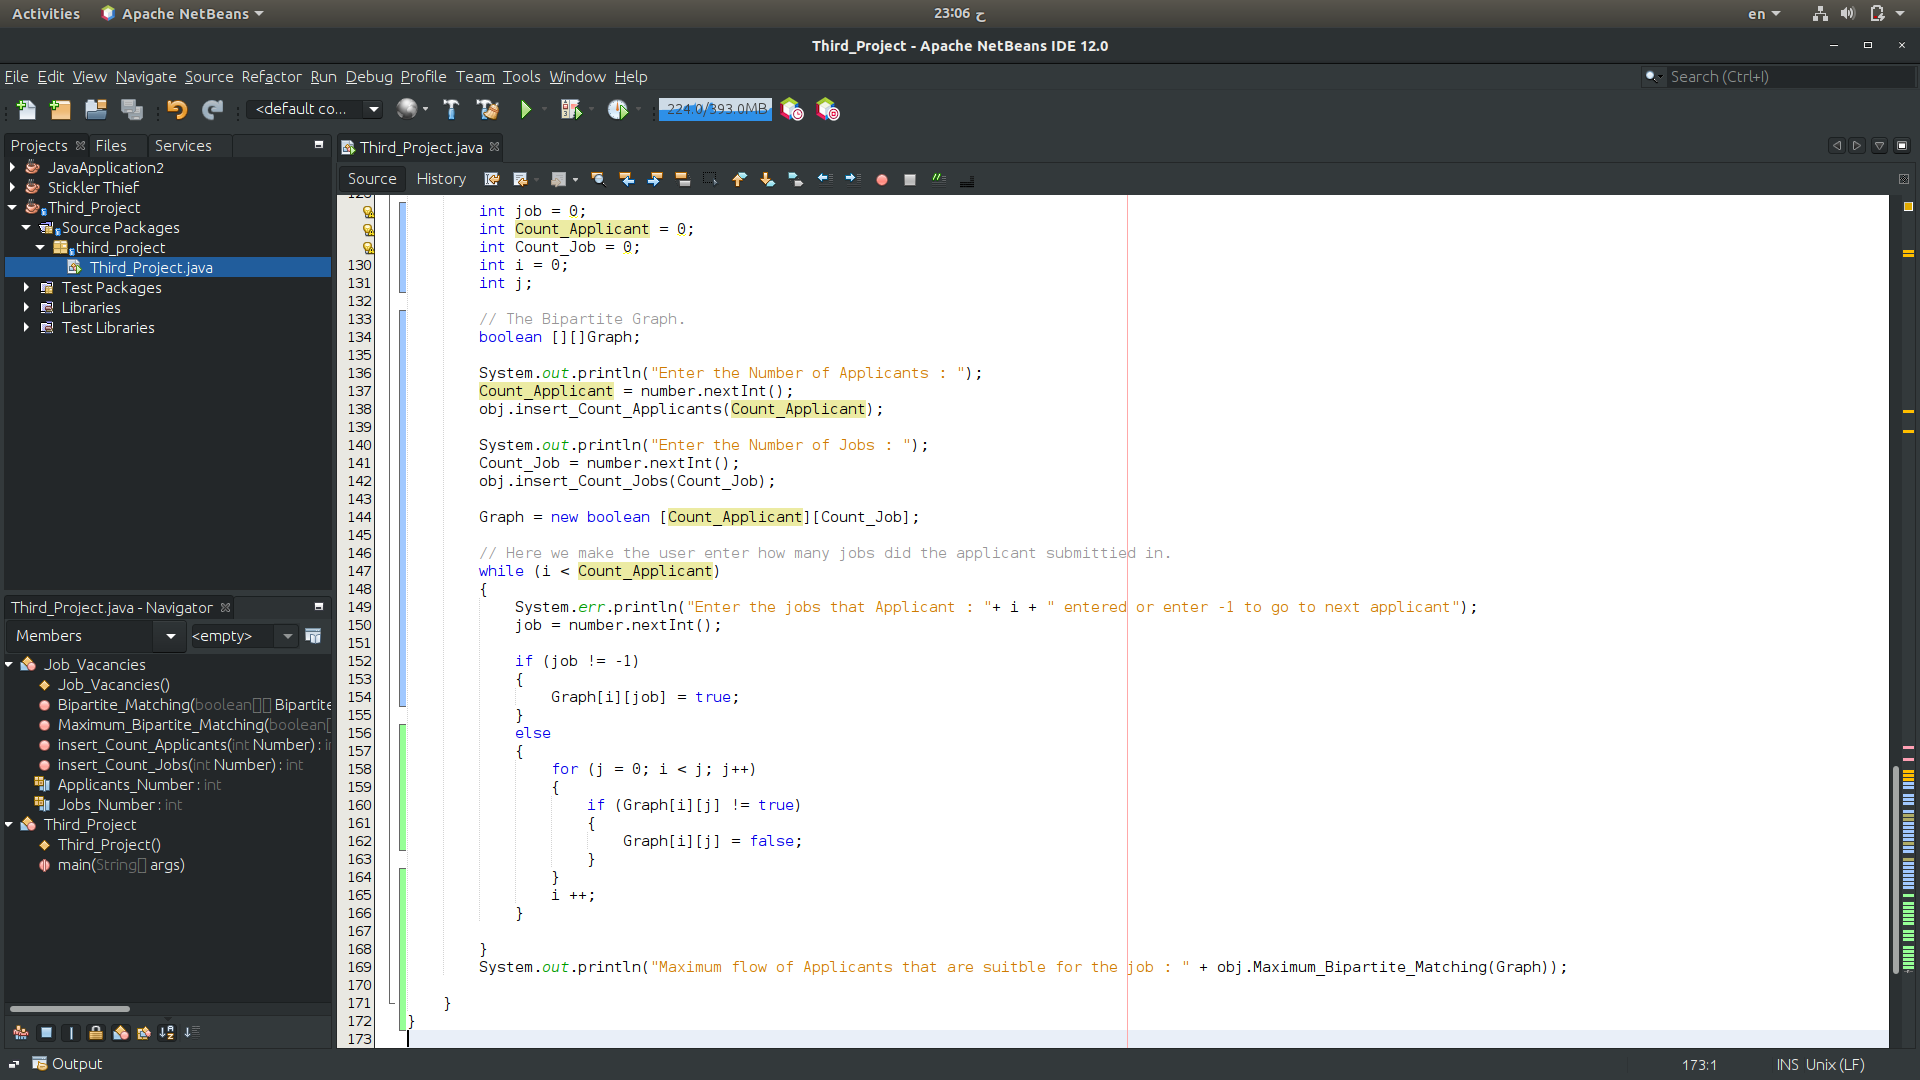 Activities Apache NetBeans 23:06 ح en
Third_Project - Apache NetBeans IDE 12.0
File Edit View Navigate Source Refactor Run Debug Profile Team Tools Window Help Search (Ctrl+I)
<default co... 224.0/393.0MB
Projects Files Services
JavaApplication2
Stickler Thief
Third_Project
Source Packages
third_project
Third_Project.java
Test Packages
Libraries
Test Libraries
Third_Project.java - Navigator
Members <empty>
Job_Vacancies
Job_Vacancies()
Bipartite_Matching(boolean[][] Bipartite
Maximum_Bipartite_Matching(boolean[
insert_Count_Applicants(int Number) : i
insert_Count_Jobs(int Number) : int
Applicants_Number : int
Jobs_Number : int
Third_Project
Third_Project()
main(String[] args)
Third_Project.java
Source History
int job = 0;
int Count_Applicant = 0;
int Count_Job = 0;
130 int i = 0;
131 int j;
132
133 // The Bipartite Graph.
134 boolean [][]Graph;
135
136 System.out.println("Enter the Number of Applicants : ");
137 Count_Applicant = number.nextInt();
138 obj.insert_Count_Applicants(Count_Applicant);
139
140 System.out.println("Enter the Number of Jobs : ");
141 Count_Job = number.nextInt();
142 obj.insert_Count_Jobs(Count_Job);
143
144 Graph = new boolean [Count_Applicant][Count_Job];
145
146 // Here we make the user enter how many jobs did the applicant submittied in.
147 while (i < Count_Applicant)
148 {
149 System.err.println("Enter the jobs that Applicant : "+ i + " entered or enter -1 to go to next applicant");
150 job = number.nextInt();
151
152 if (job != -1)
153 {
154 Graph[i][job] = true;
155 }
156 else
157 {
158 for (j = 0; i < j; j++)
159 {
160 if (Graph[i][j] != true)
161 {
162 Graph[i][j] = false;
163 }
164 }
165 i ++;
166 }
167
168 }
169 System.out.println("Maximum flow of Applicants that are suitble for the job : " + obj.Maximum_Bipartite_Matching(Graph));
170
171 }
172 }
173
Output 173:1 INS Unix (LF)